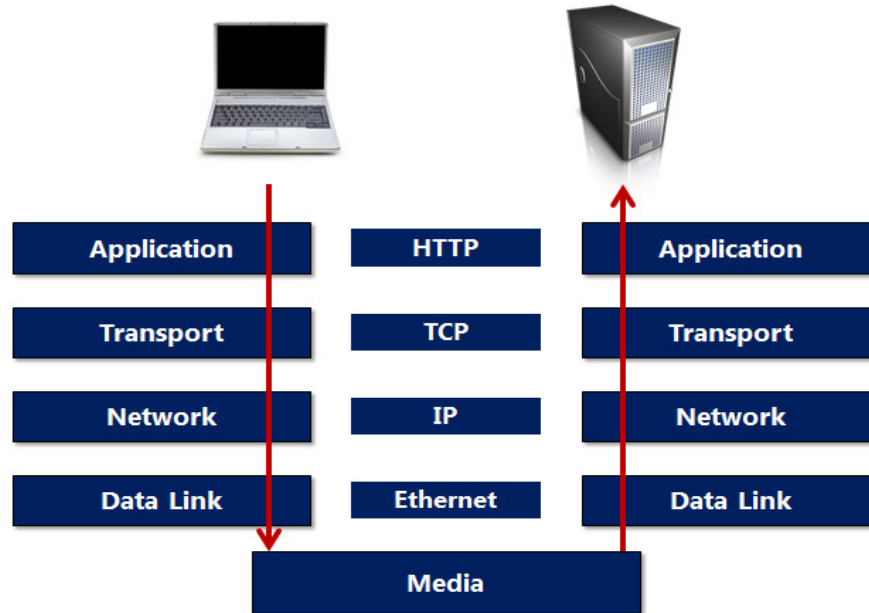 Application HTTP Application
Transport TCP Transport
Network IP Network
Data Link Ethernet Data Link
Media